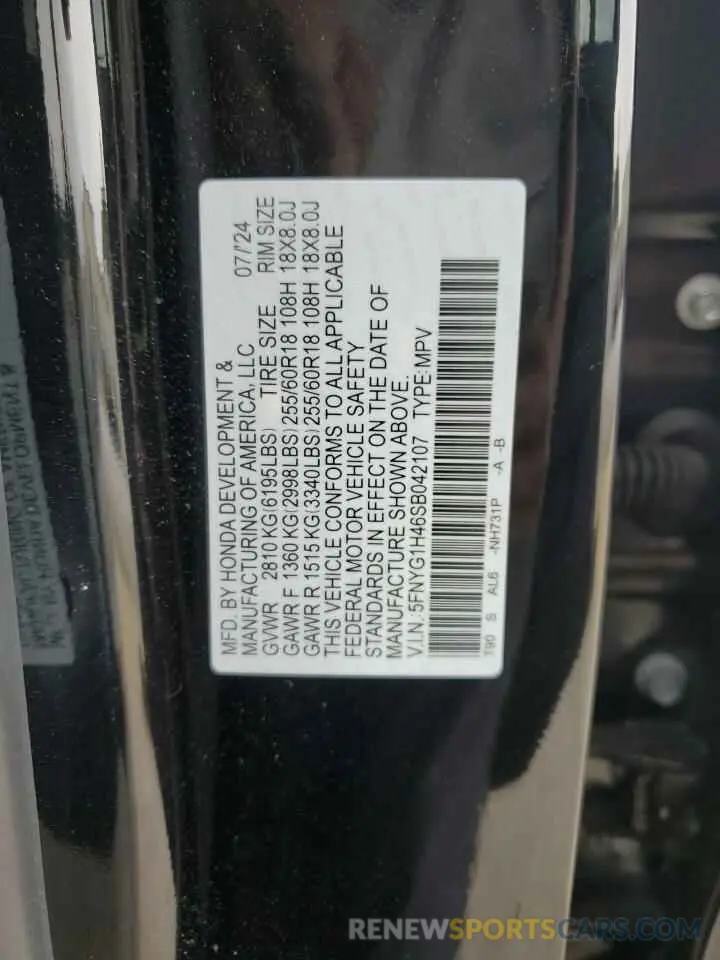 MFD. BY HONDA DEVELOPMENT &
MANUFACTURING OF AMERICA, LLC 07/'24
GVWR 2810 KG(6195LBS) TIRE SIZE RIM SIZE
GAWR F 1360 KG(2998LBS) 255/60R18 108H 18X8.0J
GAWR R 1515 KG(3340LBS) 255/60R18 108H 18X8.0J
THIS VEHICLE CONFORMS TO ALL APPLICABLE
FEDERAL MOTOR VEHICLE SAFETY
STANDARDS IN EFFECT ON THE DATE OF
MANUFACTURE SHOWN ABOVE.
V.I.N.:5FNYG1H46SB042107 TYPE:MPV
T90 S AL6 -NH731P -A -B
RENEWSPORTSCARS.COM